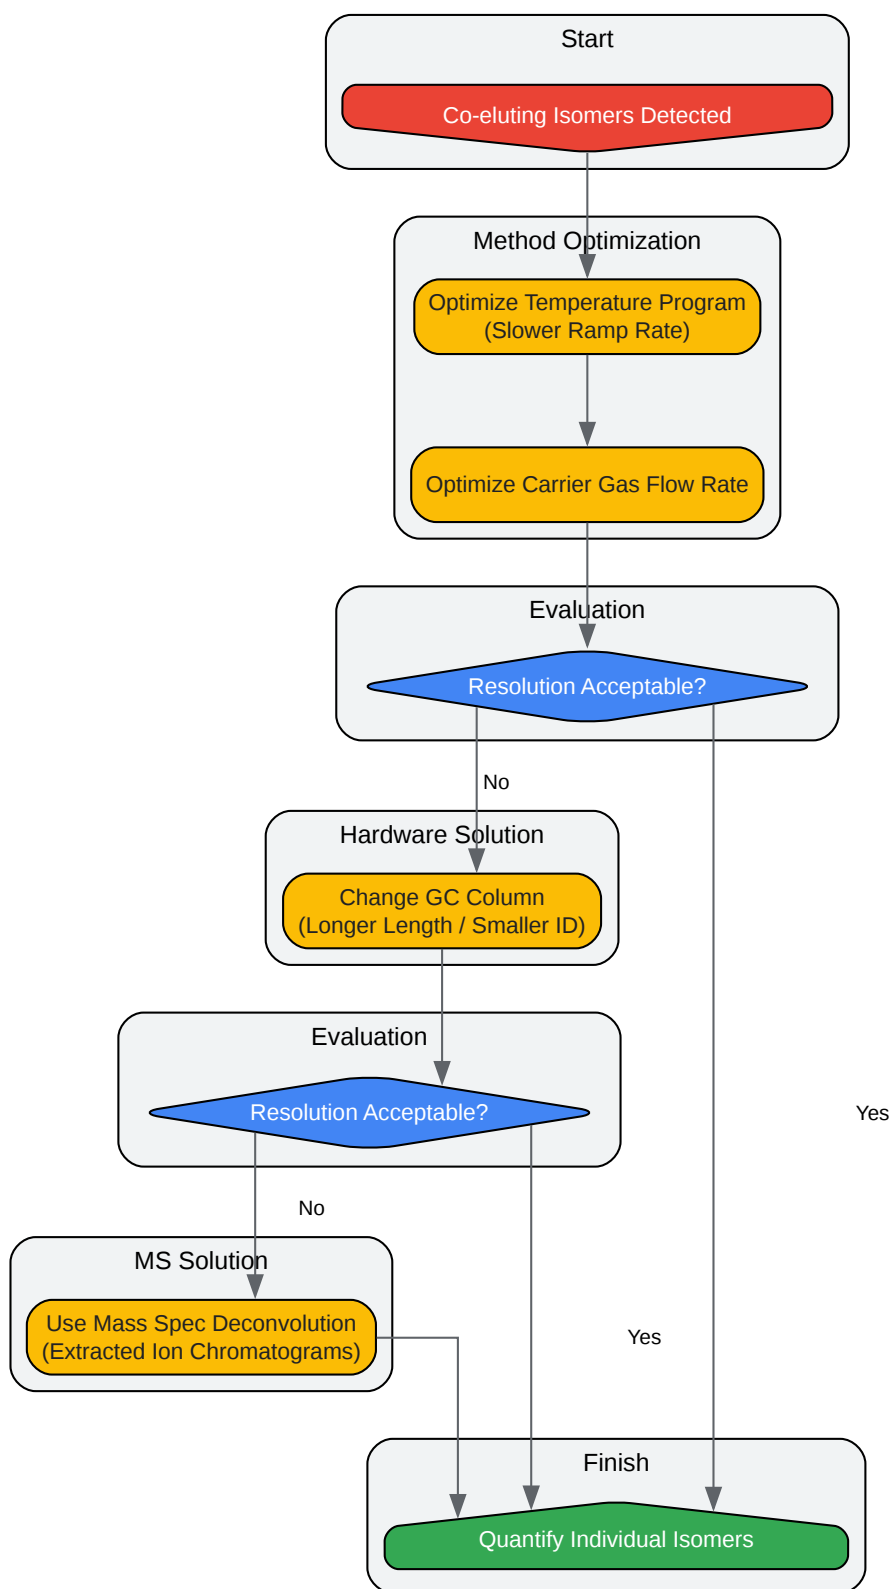 Start
Co-eluting Isomers Detected
Method Optimization
Optimize Temperature Program
(Slower Ramp Rate)
Optimize Carrier Gas Flow Rate
Evaluation
Resolution Acceptable?
No
Hardware Solution
Change GC Column
(Longer Length / Smaller ID)
Evaluation
Resolution Acceptable?
Yes
No
MS Solution
Use Mass Spec Deconvolution
(Extracted Ion Chromatograms)
Yes
Finish
Quantify Individual Isomers